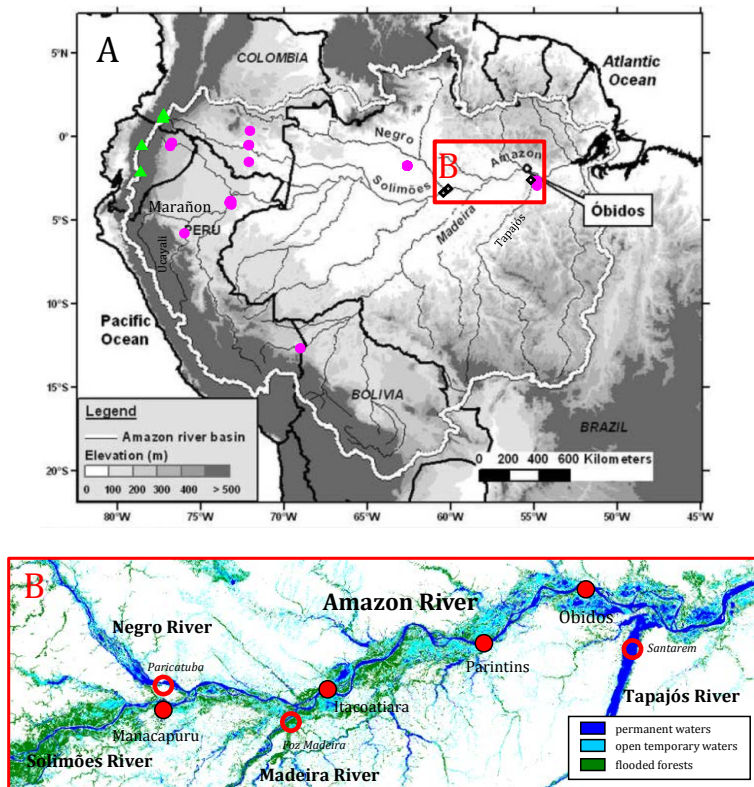 A
COLOMBIA
Atlantic
Ocean
5°N
0°
5°S
10°S
15°S
20°S
Negro
B
Amazon
Solimões
Óbidos
Marañon
Madeira
Tapajós
PERU
Ucayali
Pacific
Ocean
BOLIVIA
BRAZIL
Legend
Amazon river basin
Elevation (m)
0 100 200 300 400 > 500
0 200 400 600 Kilometers
80°W 75°W 70°W 65°W 60°W 55°W 50°W 45°W
B
Amazon River
Negro River
Óbidos
Paricatuba
Parintins
Santarem
Itacoatiara
Tapajós River
Manacapuru
Foz Madeira
Solimões River
Madeira River
permanent waters
open temporary waters
flooded forests